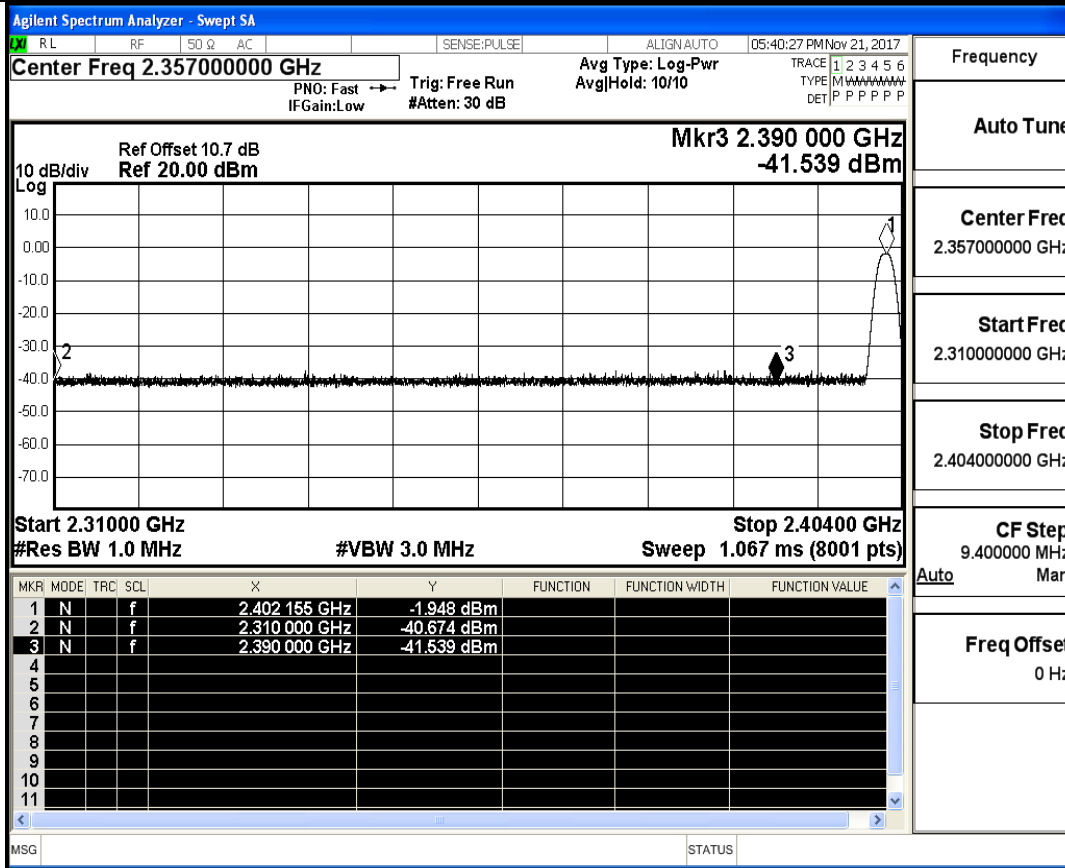 Agilent Spectrum Analyzer - Swept SA
LXI RL RF 50 Ω AC SENSE:PULSE ALIGN AUTO 05:40:27 PM Nov 21, 2017
Center Freq 2.357000000 GHz
PNO: Fast
IFGain:Low
Trig: Free Run
#Atten: 30 dB
Avg Type: Log-Pwr
Avg|Hold: 10/10
TRACE 1 2 3 4 5 6
TYPE M W W W W W
DET P P P P P P
Mkr3 2.390 000 GHz
-41.539 dBm
Ref Offset 10.7 dB
10 dB/div Ref 20.00 dBm
Log
10.0
0.00
-10.0
-20.0
-30.0
-40.0
-50.0
-60.0
-70.0
1
2
3
Start 2.31000 GHz Stop 2.40400 GHz
#Res BW 1.0 MHz #VBW 3.0 MHz Sweep 1.067 ms (8001 pts)
MKR MODE TRC SCL X Y FUNCTION FUNCTION WIDTH FUNCTION VALUE
1 N f 2.402 155 GHz -1.948 dBm
2 N f 2.310 000 GHz -40.674 dBm
3 N f 2.390 000 GHz -41.539 dBm
4
5
6
7
8
9
10
11
MSG STATUS
Frequency
Auto Tune
Center Freq
2.357000000 GHz
Start Freq
2.310000000 GHz
Stop Freq
2.404000000 GHz
CF Step
9.400000 MHz
Auto Man
Freq Offset
0 Hz